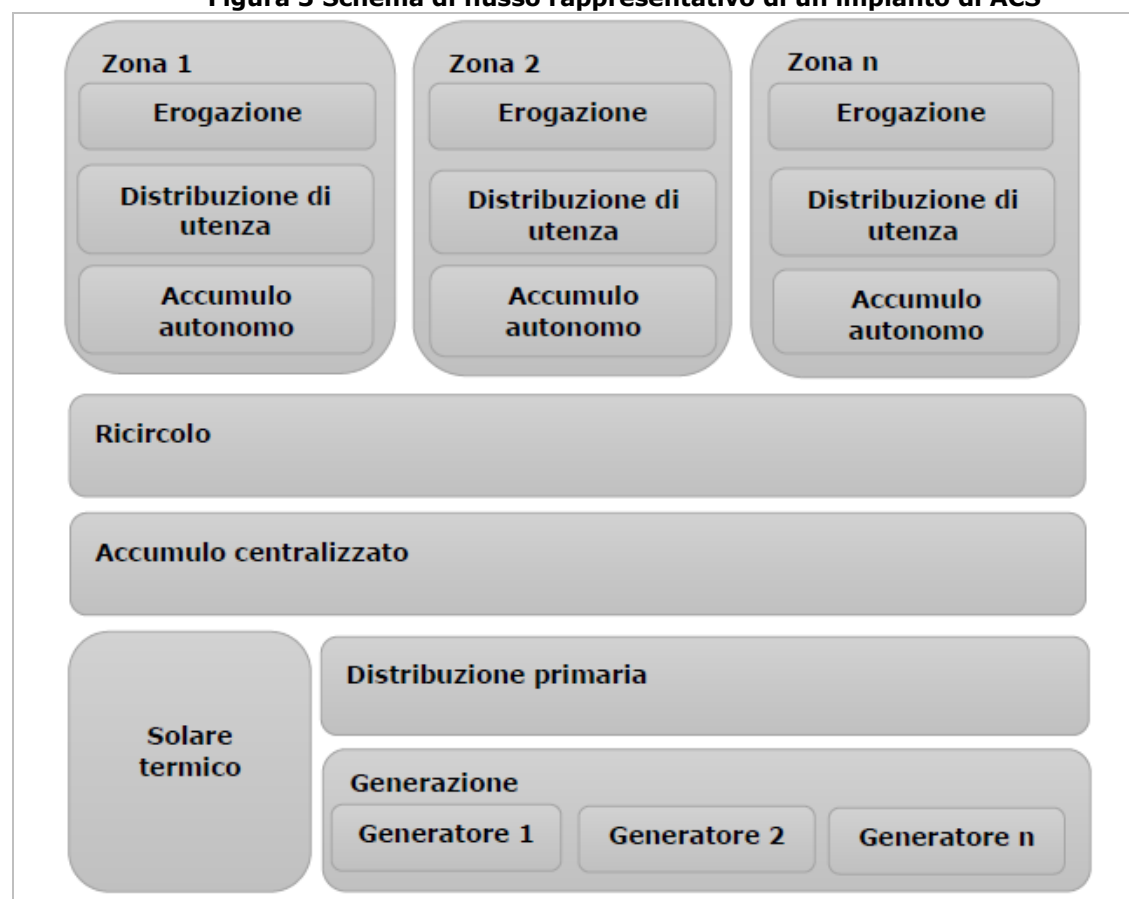 Figura 3 Schema di flusso rappresentativo di un impianto di ACS
Zona 1
Erogazione
Distribuzione di
utenza
Accumulo
autonomo
Zona 2
Erogazione
Distribuzione di
utenza
Accumulo
autonomo
Zona n
Erogazione
Distribuzione di
utenza
Accumulo
autonomo
Ricircolo
Accumulo centralizzato
Solare
termico
Distribuzione primaria
Generazione
Generatore 1
Generatore 2
Generatore n